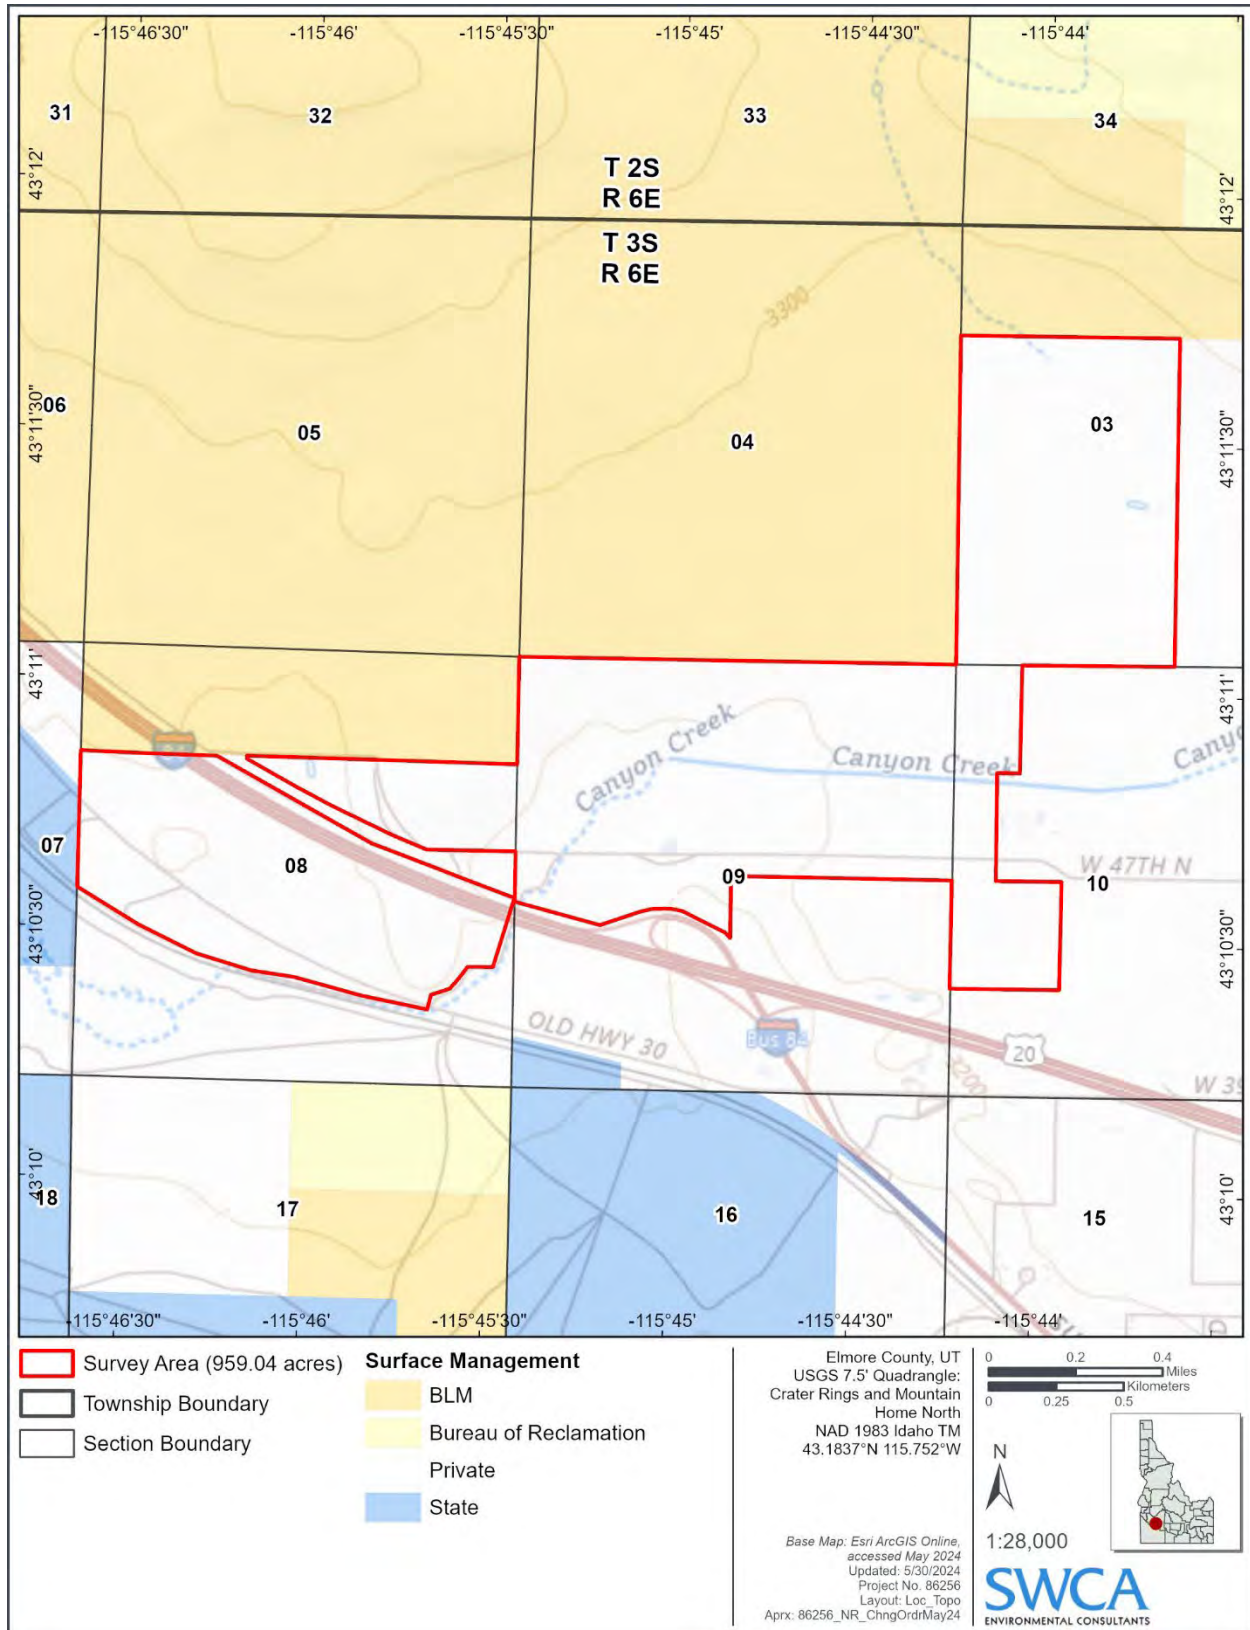 -115°46'30" -115°46' -115°45'30" -115°45' -115°44'30" -115°44'
31 32 33 34
43°12' 43°12'
T 2S
R 6E
T 3S
R 6E
3300
06 05 04 03
43°11'30" 43°11'30"
43°11' 43°11'
Canyon Creek
Canyon Creek
07 08 09 10
W 47TH N
43°10'30" 43°10'30"
OLD HWY 30
Bus 84
20
3200
43°10' 43°10'
18 17 16 15
-115°46'30" -115°46' -115°45'30" -115°45' -115°44'30" -115°44'
Survey Area (959.04 acres)
Township Boundary
Section Boundary
Surface Management
BLM
Bureau of Reclamation
Private
State
Elmore County, UT
USGS 7.5' Quadrangle:
Crater Rings and Mountain
Home North
NAD 1983 Idaho TM
43.1837°N 115.752°W
Base Map: Esri ArcGIS Online,
accessed May 2024
Updated: 5/30/2024
Project No. 86256
Layout: Loc_Topo
Aprx: 86256_NR_ChngOrdrMay24
0 0.2 0.4
Miles
Kilometers
0 0.25 0.5
N
1:28,000
SWCA
ENVIRONMENTAL CONSULTANTS